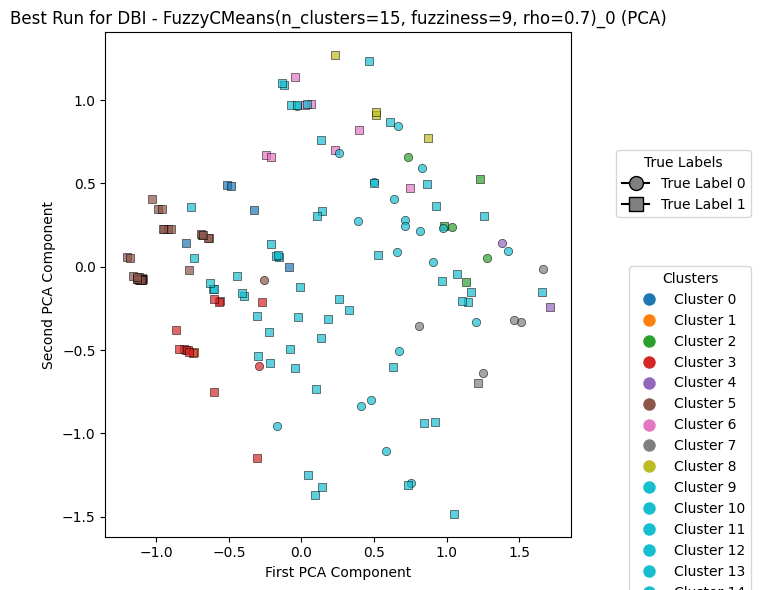 Best Run for DBI - FuzzyCMeans(n_clusters=15, fuzziness=9, rho=0.7)_0 (PCA)
Second PCA Component
1.0
0.5
0.0
−0.5
−1.0
−1.5
−1.0
−0.5
0.0
0.5
1.0
1.5
First PCA Component
True Labels
True Label 0
True Label 1
Clusters
Cluster 0
Cluster 1
Cluster 2
Cluster 3
Cluster 4
Cluster 5
Cluster 6
Cluster 7
Cluster 8
Cluster 9
Cluster 10
Cluster 11
Cluster 12
Cluster 13
Cluster 14